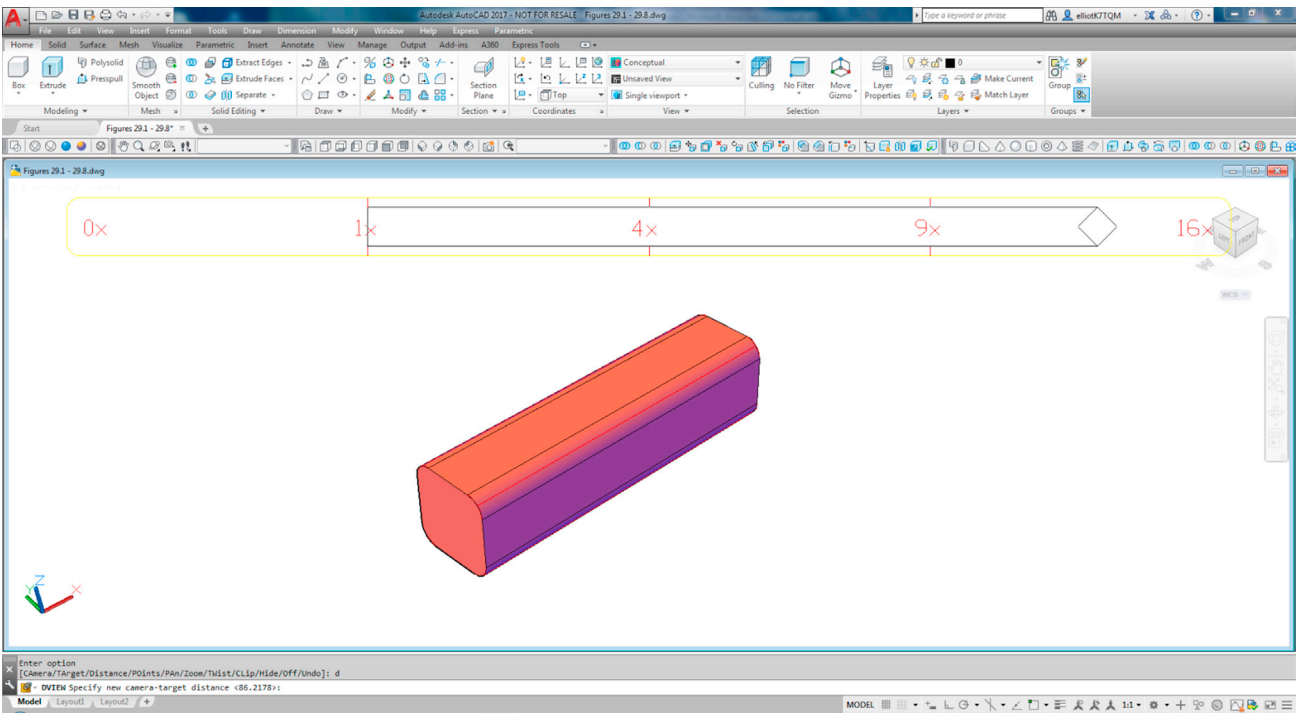 A. Autodesk AutoCAD 2017 - NOT FOR RESALE Figures 29.1 - 29.8.dwg Type a keyword or phrase elliotK7TQM
File Edit View Insert Format Tools Draw Dimension Modify Window Help Express Parametric
Home Solid Surface Mesh Visualize Parametric Insert Annotate View Manage Output Add-ins A360 Express Tools
Polysolid Extract Edges Conceptual 0
Presspull Extrude Faces Unsaved View Make Current
Box Extrude Smooth Object Separate Section Plane Top Single viewport Culling No Filter Move Gizmo Layer Properties Match Layer Group
Modeling Mesh Solid Editing Draw Modify Section Coordinates View Selection Layers Groups
Start Figures 29.1 - 29.8* +
Figures 29.1 - 29.8.dwg
0x 1x 4x 9x 16x
TOP
LEFT FRONT
WCS
Z
Y X
Enter option
[CAmera/TArget/Distance/POints/PAn/Zoom/TWist/CLip/Hide/Off/Undo]: d
- DVIEW Specify new camera-target distance <86.2178>:
Model Layout1 Layout2 + MODEL 1:1